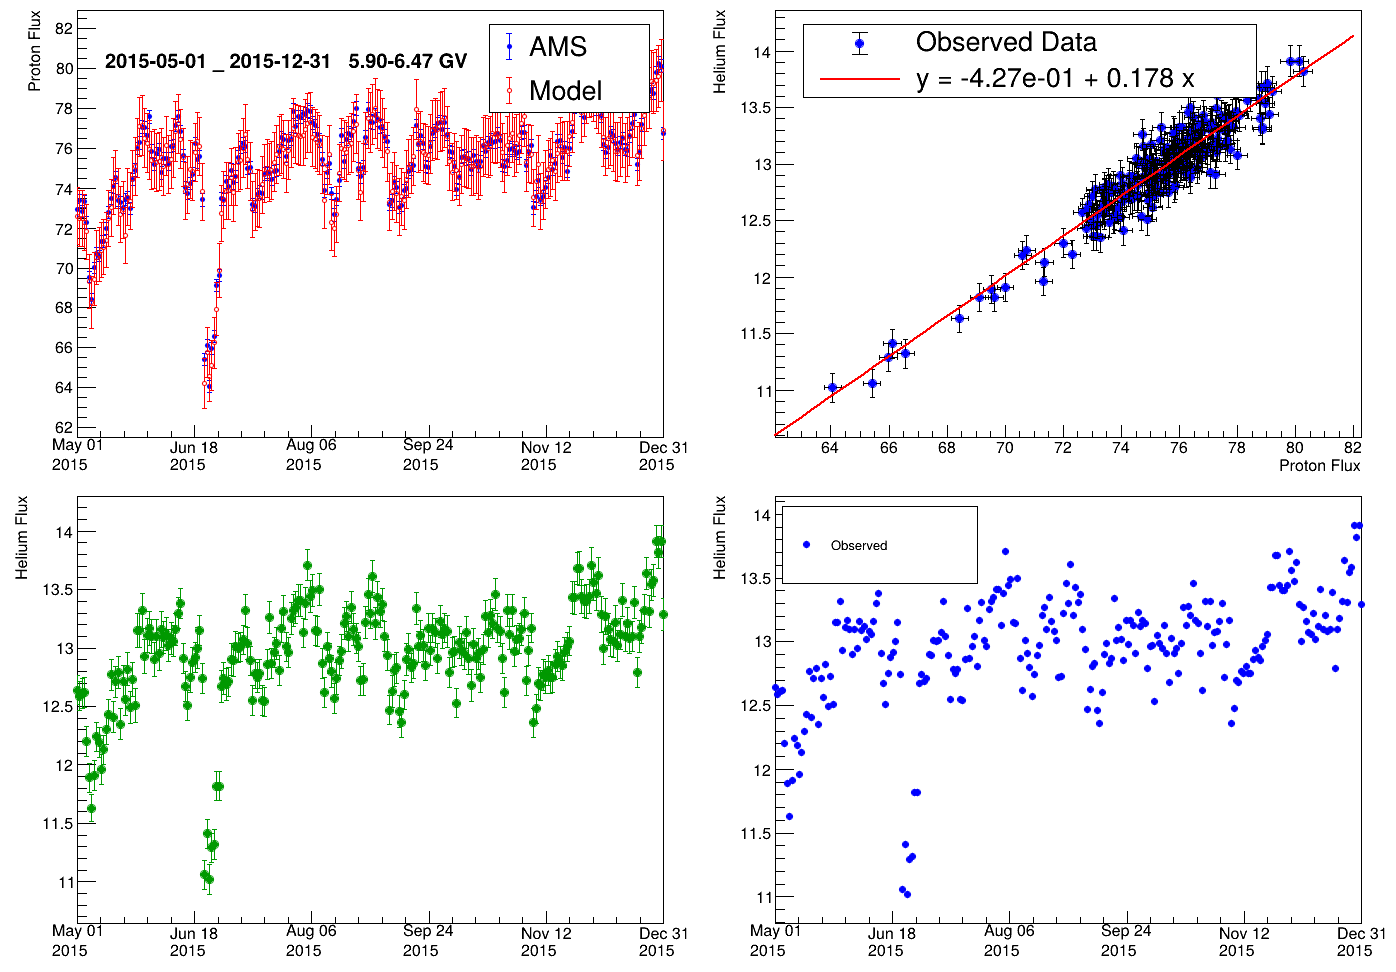 Proton Flux
82
80
78
76
74
72
70
68
66
64
62
2015-05-01 _ 2015-12-31 5.90-6.47 GV
AMS
Model
May 01
2015
Jun 18
2015
Aug 06
2015
Sep 24
2015
Nov 12
2015
Dec 31
2015
Helium Flux
14
13.5
13
12.5
12
11.5
11
Observed Data
y = -4.27e-01 + 0.178 x
64
66
68
70
72
74
76
78
80
82
Proton Flux
Helium Flux
14
13.5
13
12.5
12
11.5
11
May 01
2015
Jun 18
2015
Aug 06
2015
Sep 24
2015
Nov 12
2015
Dec 31
2015
Helium Flux
14
13.5
13
12.5
12
11.5
11
Observed
May 01
2015
Jun 18
2015
Aug 06
2015
Sep 24
2015
Nov 12
2015
Dec 31
2015